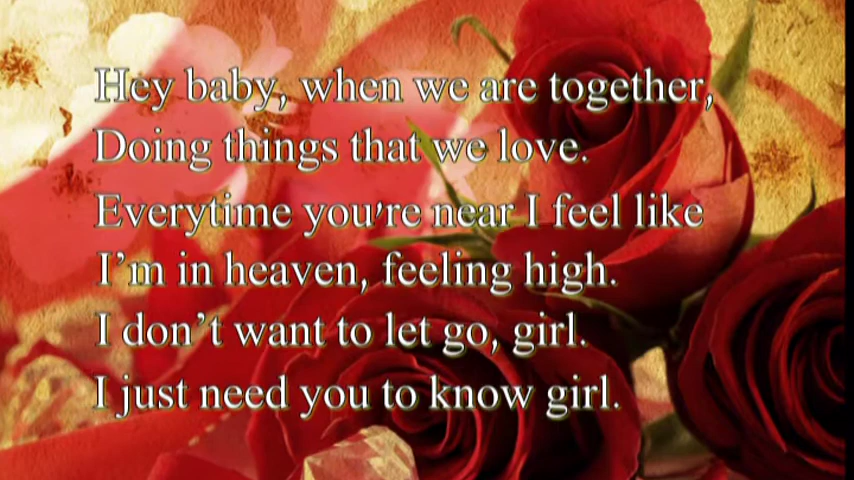 Hey baby, when we are together,
Doing things that we love.
Everytime you're near I feel like
I’m in heaven, feeling high.
I don’t want to let go, girl.
I just need you to know girl.